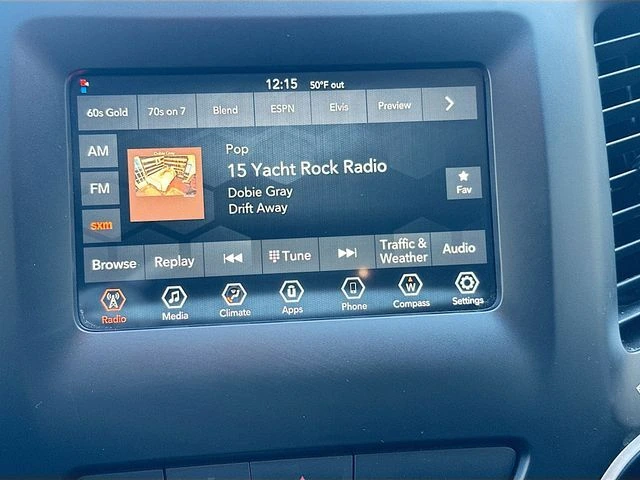 12:15 50°F out
60s Gold 70s on 7 Blend ESPN Elvis Preview
AM
Pop
15 Yacht Rock Radio
FM
Dobie Gray
Fav
Drift Away
sxm
Browse Replay Tune Traffic & Weather Audio
Radio Media Climate Apps Phone W Compass Settings